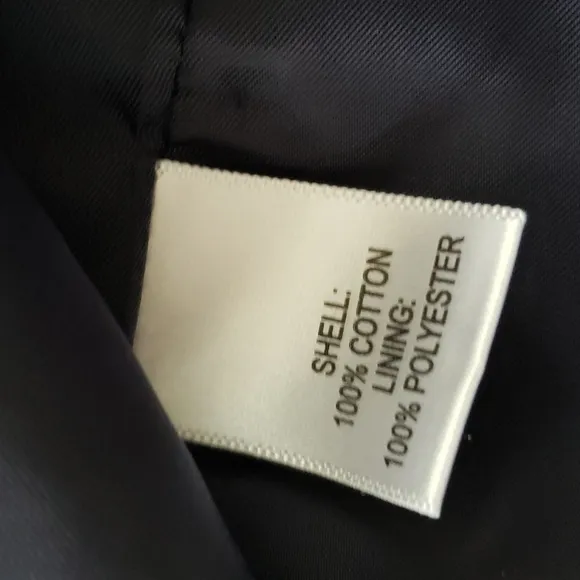 SHELL:
100% COTTON
LINING:
100% POLYESTER